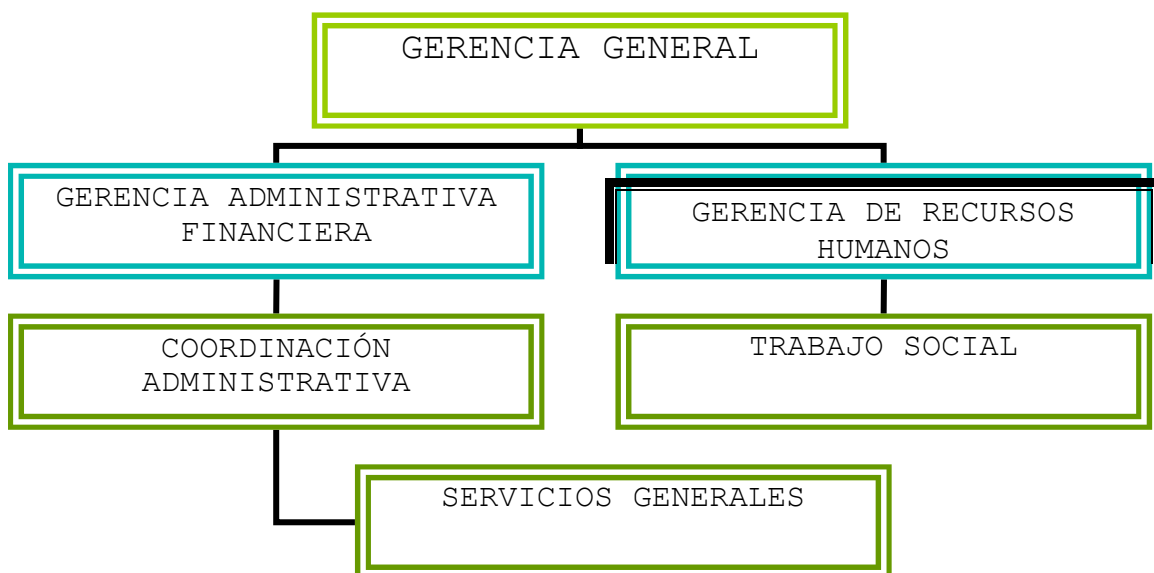 GERENCIA GENERAL
GERENCIA ADMINISTRATIVA
FINANCIERA
GERENCIA DE RECURSOS
HUMANOS
COORDINACIÓN
ADMINISTRATIVA
TRABAJO SOCIAL
SERVICIOS GENERALES